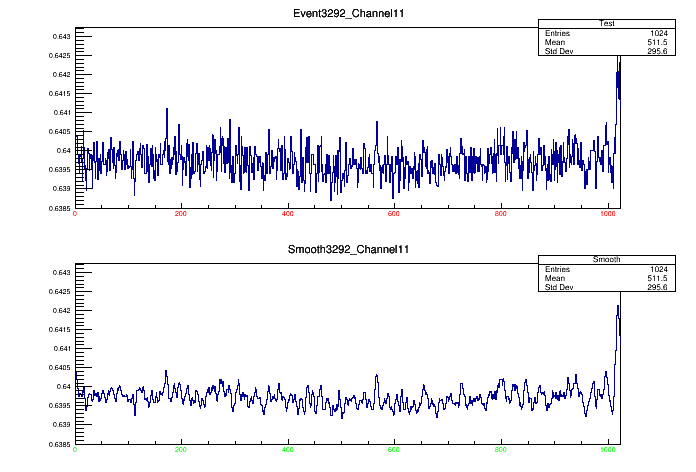 Event3292_Channel11
Test
Entries 1024
Mean 511.5
Std Dev 295.6
0.643
0.6425
0.642
0.6415
0.641
0.6405
0.64
0.6395
0.639
0.6385
0 200 400 600 800 1000
Smooth3292_Channel11
Smooth
Entries 1024
Mean 511.5
Std Dev 295.6
0.643
0.6425
0.642
0.6415
0.641
0.6405
0.64
0.6395
0.639
0.6385
0 200 400 600 800 1000